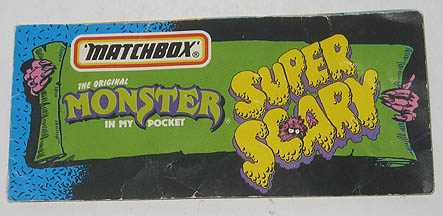 "MATCHBOX"®
THE ORIGINAL
MONSTER
IN MY POCKET
SUPER
SCARY